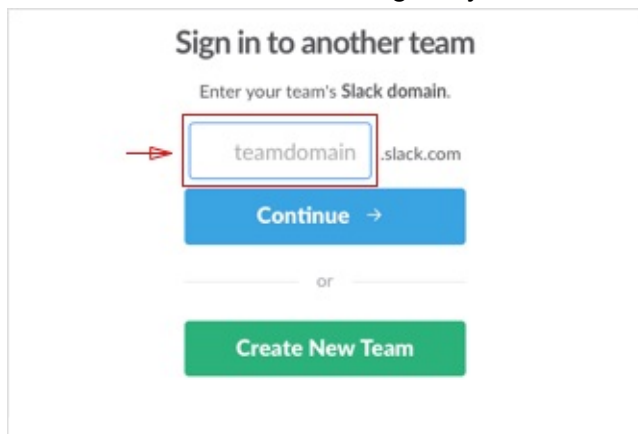 Sign in to another team
Enter your team's Slack domain.
teamdomain .slack.com
Continue →
or
Create New Team